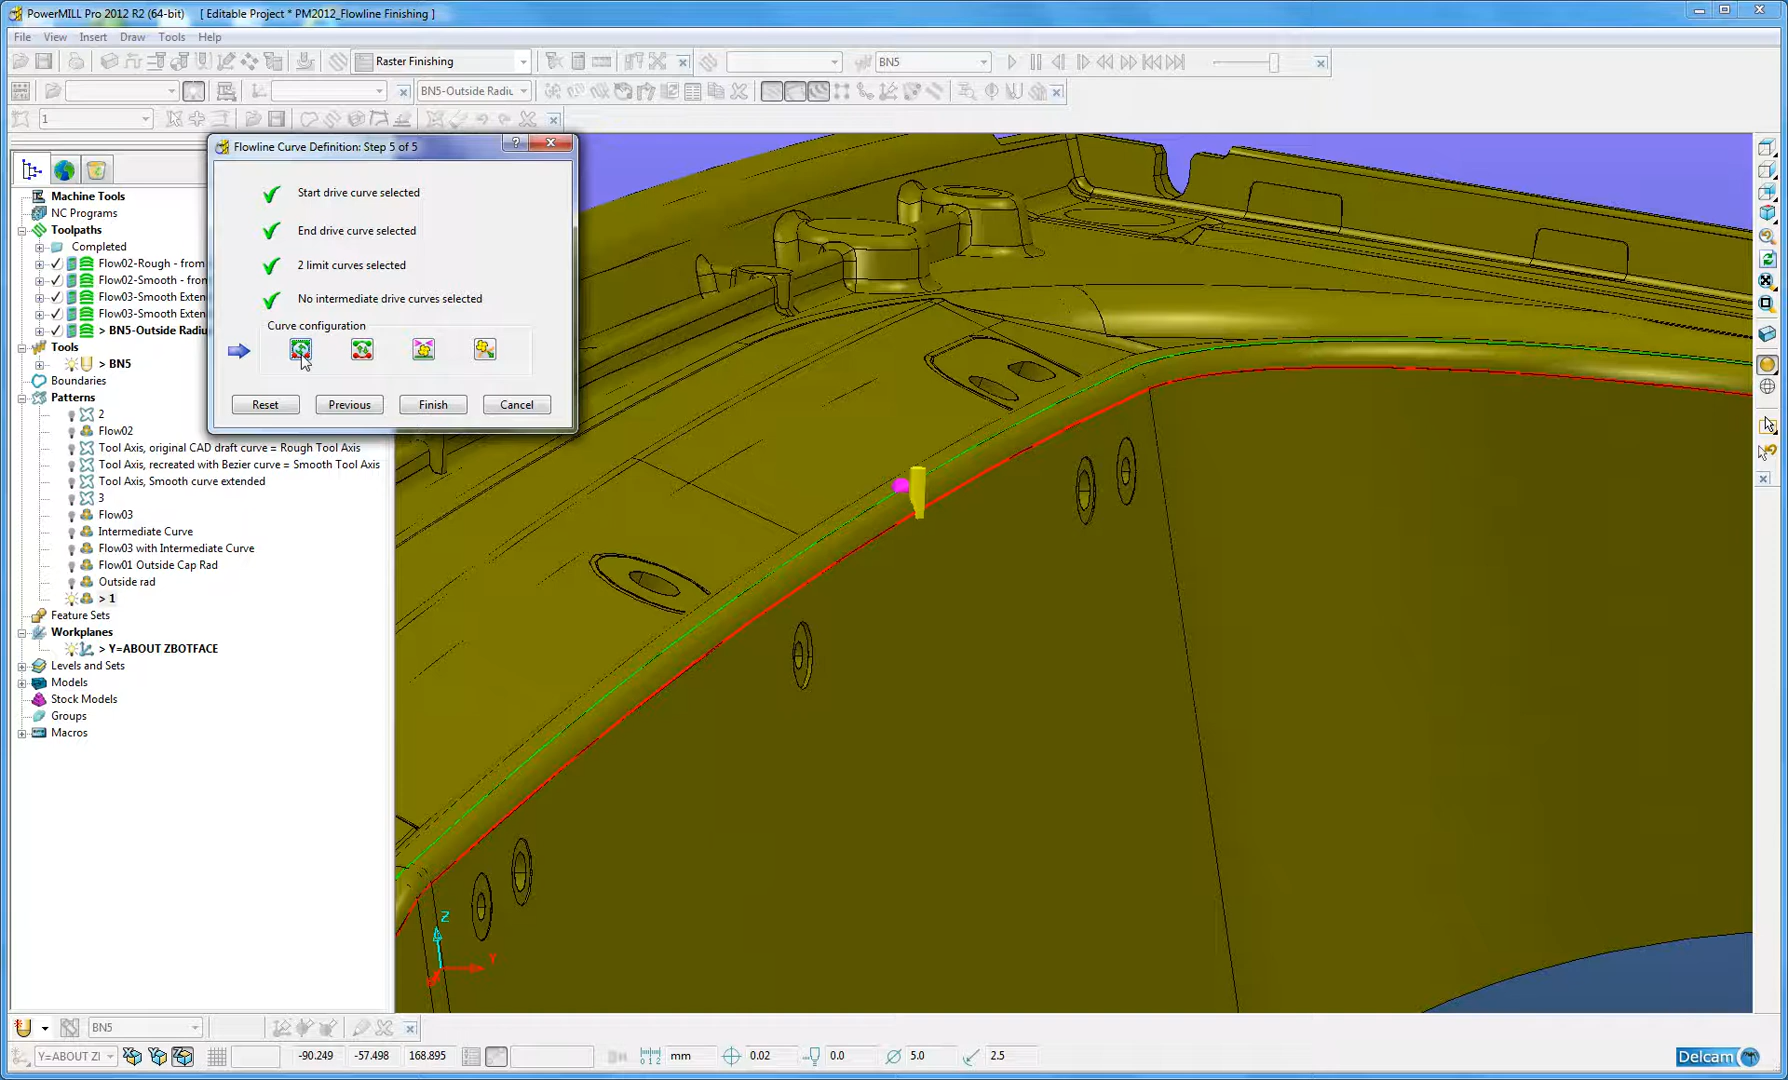 PowerMILL Pro 2012 R2 (64-bit)    [ Editable Project * PM2012_Flowline Finishing ]
File View Insert Draw Tools Help
Raster Finishing
BN5
BN5-Outside Radiu
1
Flowline Curve Definition: Step 5 of 5
Start drive curve selected
End drive curve selected
2 limit curves selected
No intermediate drive curves selected
Curve configuration
Reset Previous Finish Cancel
Machine Tools
NC Programs
Toolpaths
Completed
Flow02-Rough - from
Flow02-Smooth - fron
Flow03-Smooth Exten
Flow03-Smooth Exten
> BN5-Outside Radiu
Tools
> BN5
Boundaries
Patterns
2
Flow02
Tool Axis, original CAD draft curve = Rough Tool Axis
Tool Axis, recreated with Bezier curve = Smooth Tool Axis
Tool Axis, Smooth curve extended
3
Flow03
Intermediate Curve
Flow03 with Intermediate Curve
Flow01 Outside Cap Rad
Outside rad
> 1
Feature Sets
Workplanes
> Y=ABOUT ZBOTFACE
Levels and Sets
Models
Stock Models
Groups
Macros
Z
Y
BN5
Y=ABOUT ZI
-90.249 -57.498 168.895
mm
0.02 0.0 5.0 2.5
Delcam